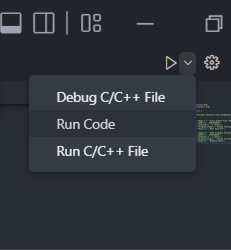 Debug C/C++ File
Run Code
Run C/C++ File